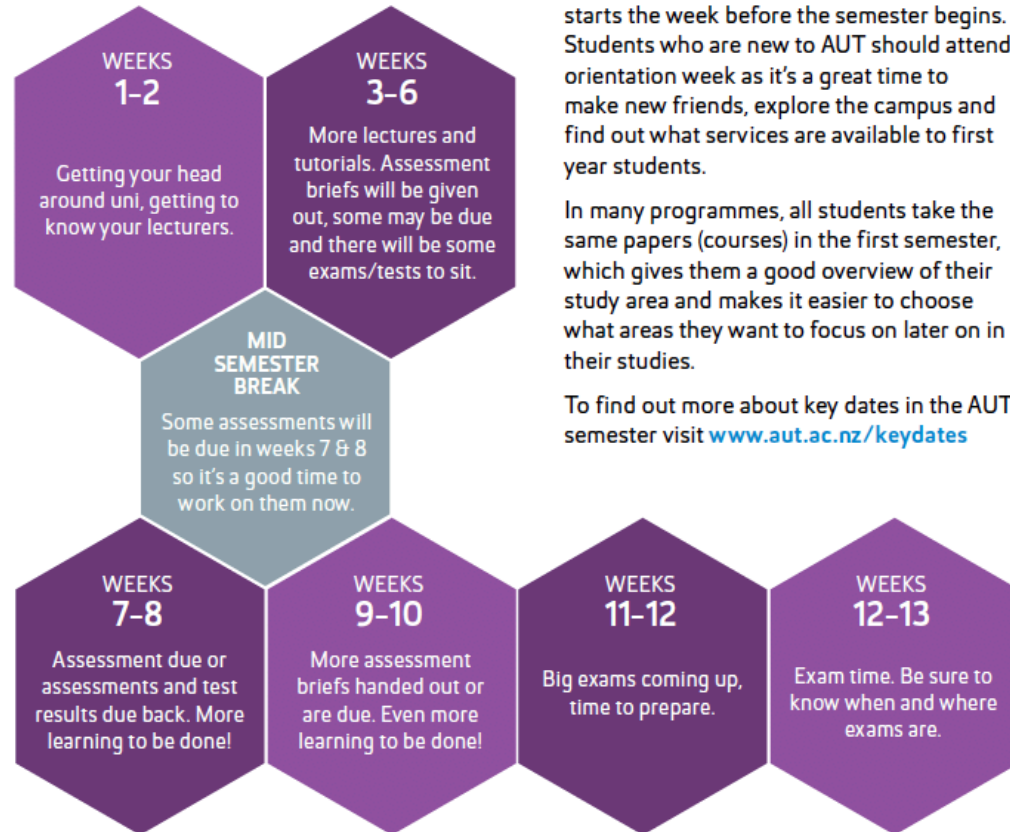 WEEKS
1-2
Getting your head
around uni, getting to
know your lecturers.
WEEKS
3-6
More lectures and
tutorials. Assessment
briefs will be given
out, some may be due
and there will be some
exams/tests to sit.
MID
SEMESTER
BREAK
Some assessments will
be due in weeks 7 & 8
so it's a good time to
work on them now.
starts the week before the semester begins.
Students who are new to AUT should attend
orientation week as it's a great time to
make new friends, explore the campus and
find out what services are available to first
year students.
In many programmes, all students take the
same papers (courses) in the first semester,
which gives them a good overview of their
study area and makes it easier to choose
what areas they want to focus on later on in
their studies.
To find out more about key dates in the AUT
semester visit www.aut.ac.nz/keydates
WEEKS
7-8
Assessment due or
assessments and test
results due back. More
learning to be done!
WEEKS
9-10
More assessment
briefs handed out or
are due. Even more
learning to be done!
WEEKS
11-12
Big exams coming up,
time to prepare.
WEEKS
12-13
Exam time. Be sure to
know when and where
exams are.